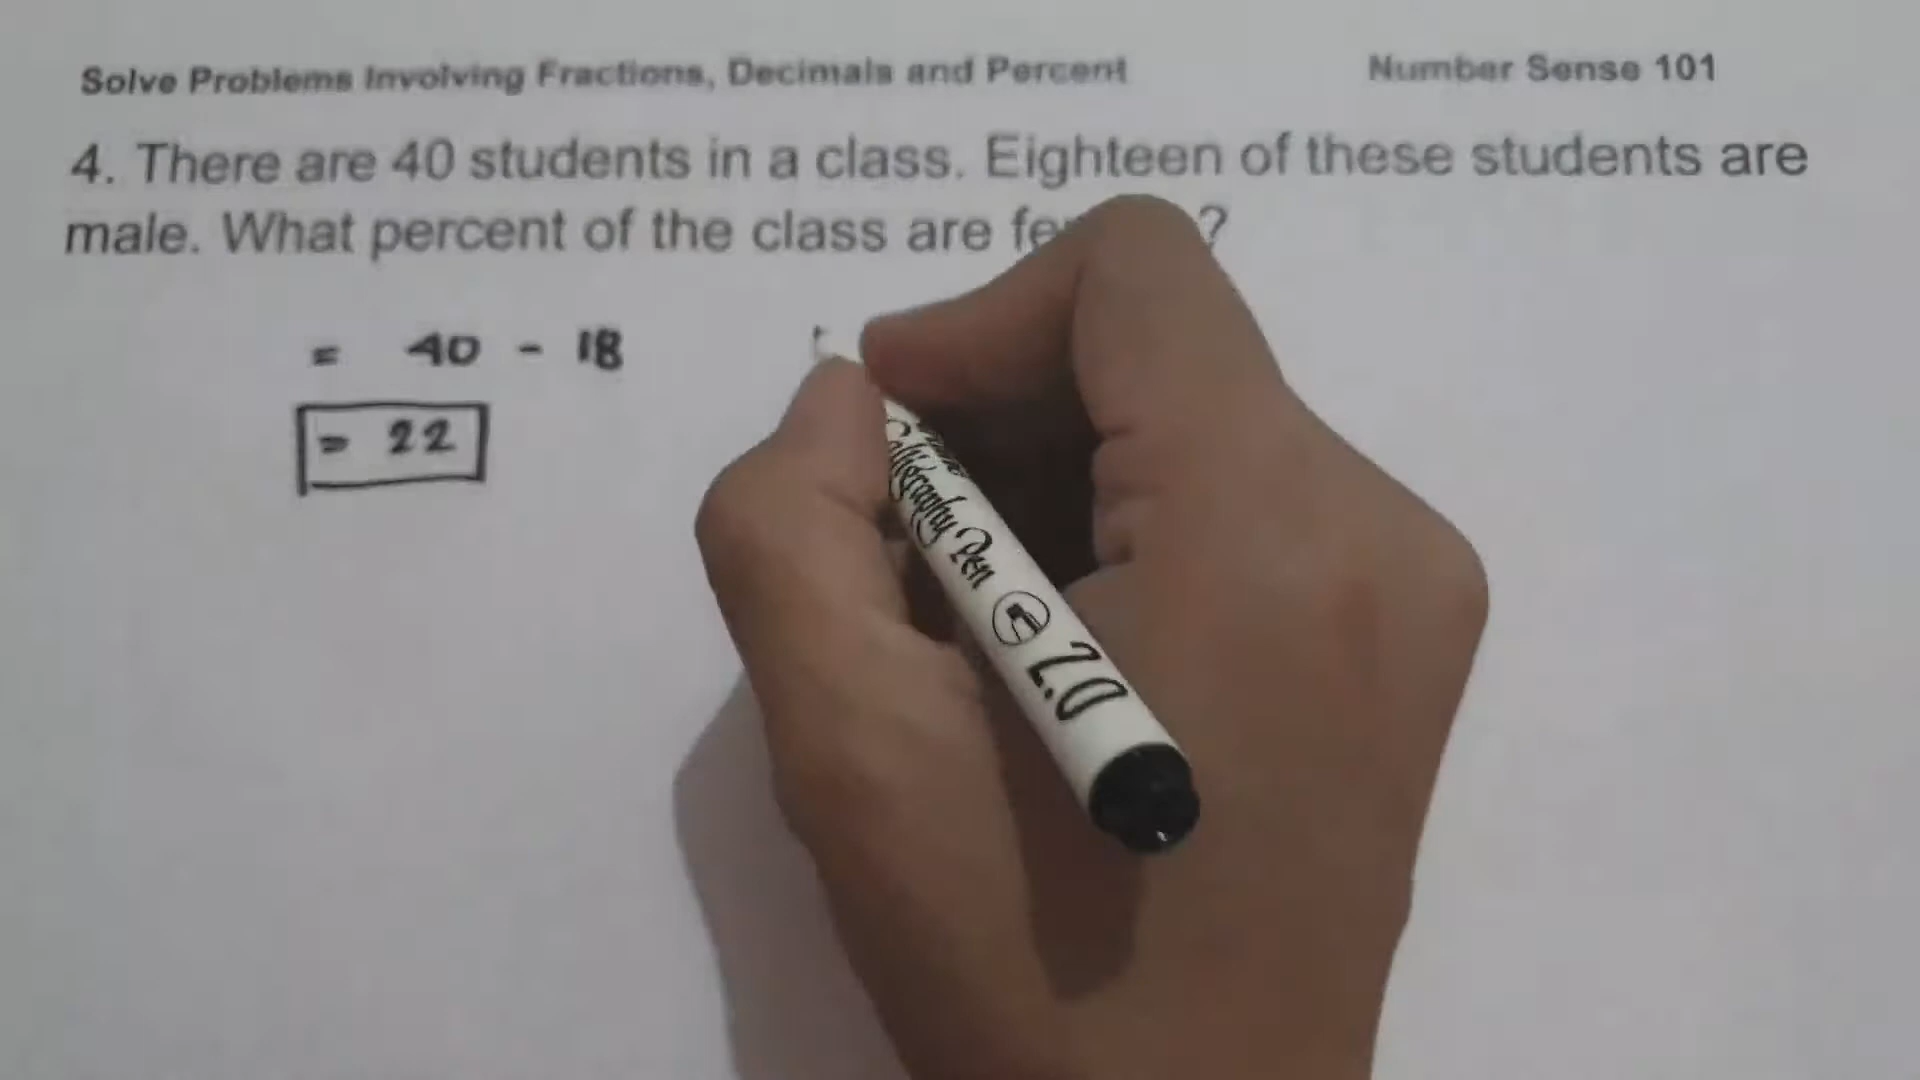 Solve Problems Involving Fractions, Decimals and Percent Number Sense 101
4. There are 40 students in a class. Eighteen of these students are
male. What percent of the class are fe ?
= 40 - 18
= 22
Calligraphy Pen 2.0